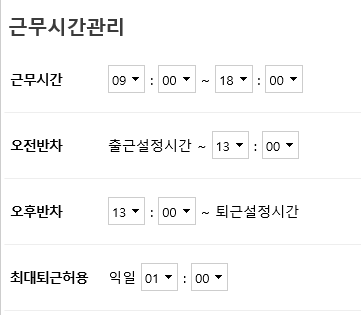 근무시간관리
근무시간 09 : 00 ~ 18 : 00
오전반차 출근설정시간 ~ 13 : 00
오후반차 13 : 00 ~ 퇴근설정시간
최대퇴근허용 익일 01 : 00